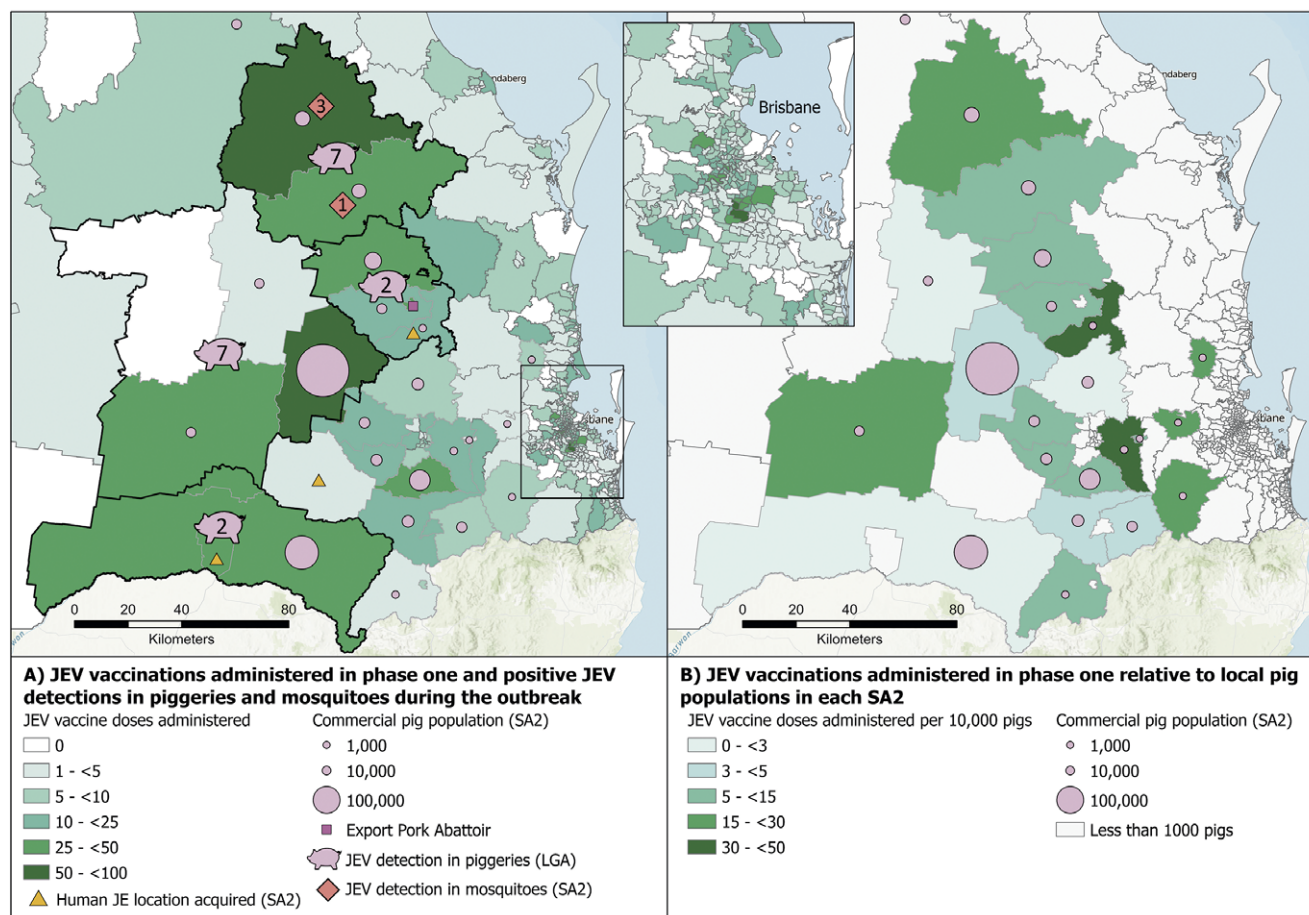 3
7
1
2
7
2
ndaberg
Brisbane
sbane
0 20 40 80
Kilometers
ndaberg
isbane
0 20 40 80
Kilometers
A) JEV vaccinations administered in phase one and positive JEV
detections in piggeries and mosquitoes during the outbreak
JEV vaccine doses administered
0
1 - <5
5 - <10
10 - <25
25 - <50
50 - <100
Human JE location acquired (SA2)
Commercial pig population (SA2)
1,000
10,000
100,000
Export Pork Abattoir
JEV detection in piggeries (LGA)
JEV detection in mosquitoes (SA2)
B) JEV vaccinations administered in phase one relative to local pig
populations in each SA2
JEV vaccine doses administered per 10,000 pigs
0 - <3
3 - <5
5 - <15
15 - <30
30 - <50
Commercial pig population (SA2)
1,000
10,000
100,000
Less than 1000 pigs